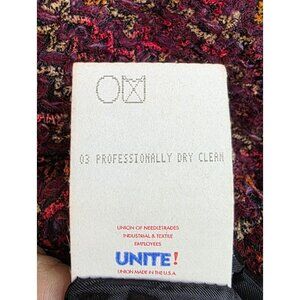 03 PROFESSIONALLY DRY CLEAN
UNION OF NEEDLETRADES
INDUSTRIAL & TEXTILE
EMPLOYEES
UNITE!
UNION MADE IN THE U.S.A.